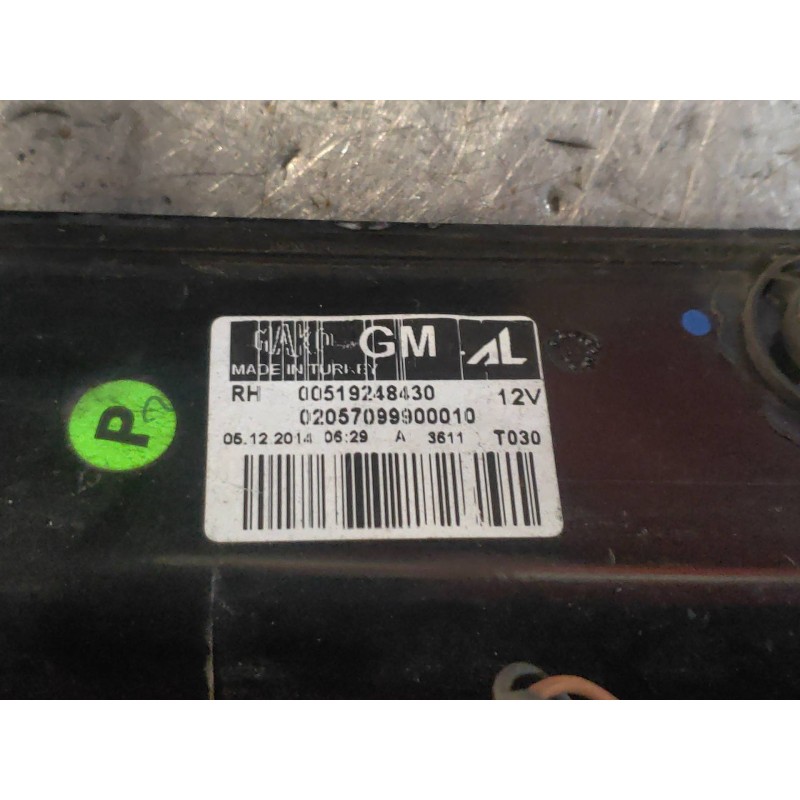 GM AL
MADE IN TURKEY
RH 00519248430 12V
02057099900010
05.12.2014 06:29 A 3611 T030
P